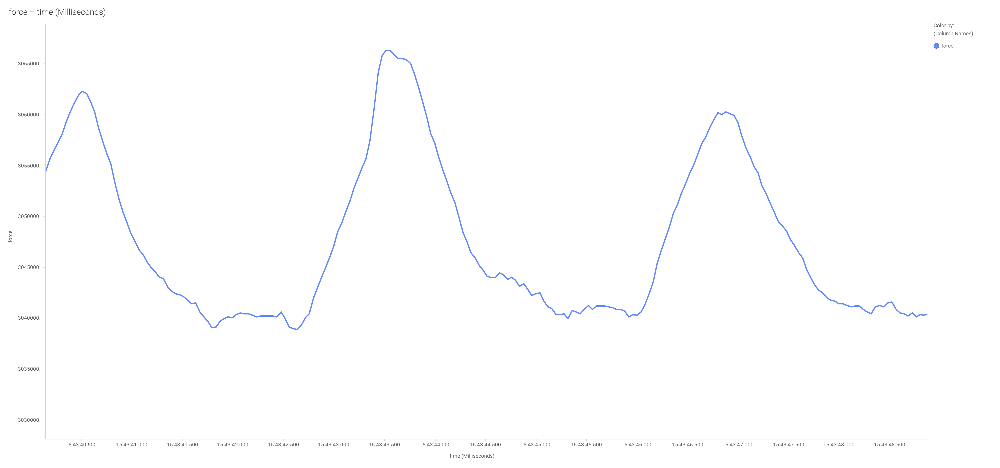 force – time (Milliseconds)
Color by:
(Column Names)
force
3065000...
3060000...
3055000...
3050000...
3045000...
3040000...
3035000...
3030000...
force
15:43:40.500 15:43:41.000 15:43:41.500 15:43:42.000 15:43:42.500 15:43:43.000 15:43:43.500 15:43:44.000 15:43:44.500 15:43:45.000 15:43:45.500 15:43:46.000 15:43:46.500 15:43:47.000 15:43:47.500 15:43:48.000 15:43:48.500
time (Milliseconds)